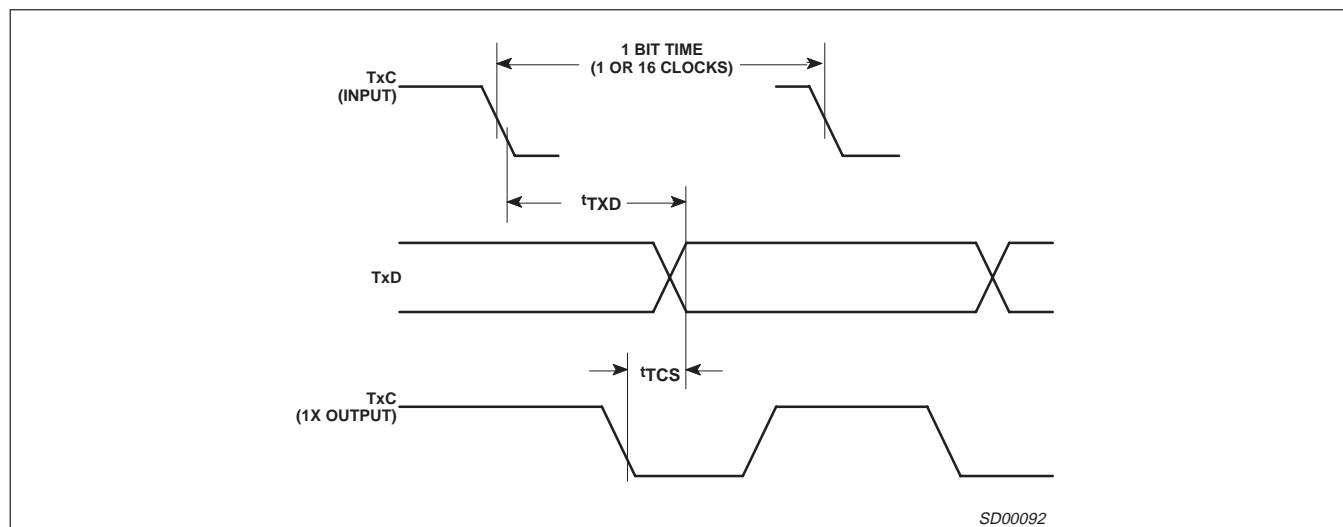 1 BIT TIME
(1 OR 16 CLOCKS)
TxC
(INPUT)
tTXD
TxD
tTCS
TxC
(1X OUTPUT)
SD00092